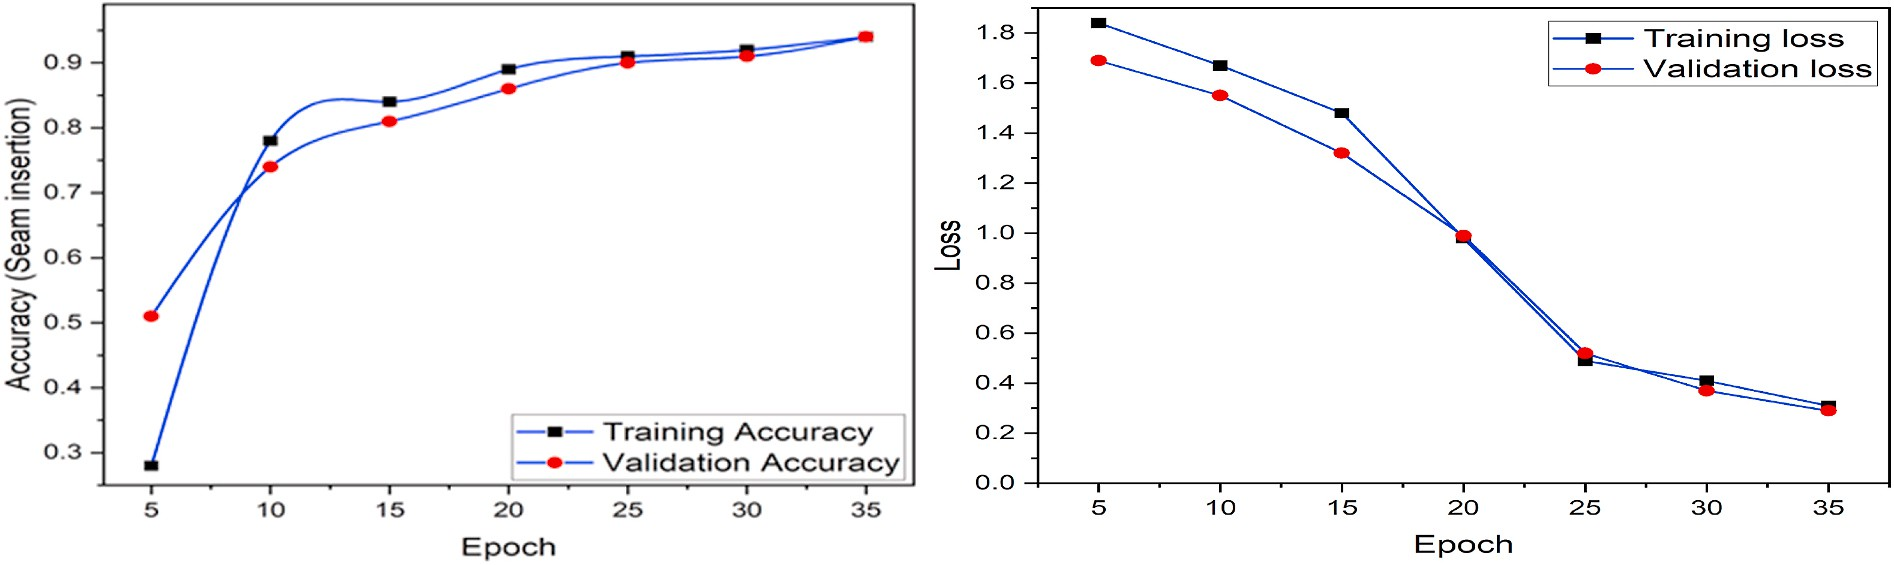 Accuracy (Seam insertion)
0.9
0.8
0.7
0.6
0.5
0.4
0.3
Training Accuracy
Validation Accuracy
5 10 15 20 25 30 35
Epoch
Loss
1.8
1.6
1.4
1.2
1.0
0.8
0.6
0.4
0.2
0.0
Training loss
Validation loss
5 10 15 20 25 30 35
Epoch